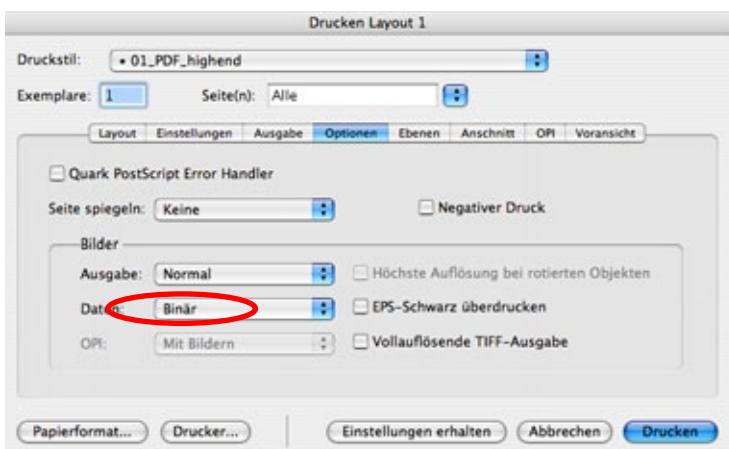 Drucken Layout 1
Druckstil: • 01_PDF_highend
Exemplare: 1 Seite(n): Alle
Layout Einstellungen Ausgabe Optionen Ebenen Anschnitt OPI Voransicht
Quark PostScript Error Handler
Seite spiegeln: Keine Negativer Druck
Bilder
Ausgabe: Normal Höchste Auflösung bei rotierten Objekten
Daten: Binär EPS-Schwarz überdrucken
OPI: Mit Bildern Vollauflösende TIFF-Ausgabe
Papierformat... Drucker... Einstellungen erhalten Abbrechen Drucken